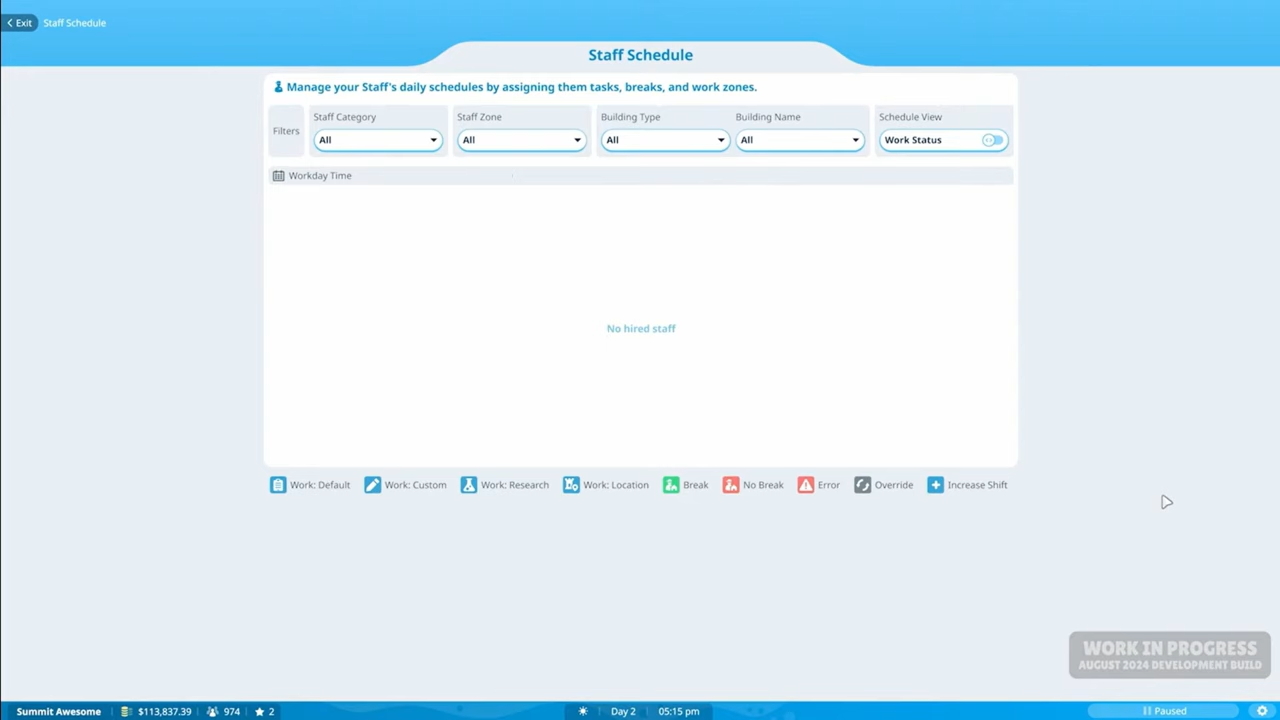 Exit Staff Schedule
Staff Schedule
Manage your Staff's daily schedules by assigning them tasks, breaks, and work zones.
Filters
Staff Category Staff Zone Building Type Building Name Schedule View
All All All All Work Status
Workday Time
No hired staff
Work: Default Work: Custom Work: Research Work: Location Break No Break Error Override Increase Shift
WORK IN PROGRESS
AUGUST 2024 DEVELOPMENT BUILD
Summit Awesome $113,837.39 974 2 Day 2 05:15 pm Paused